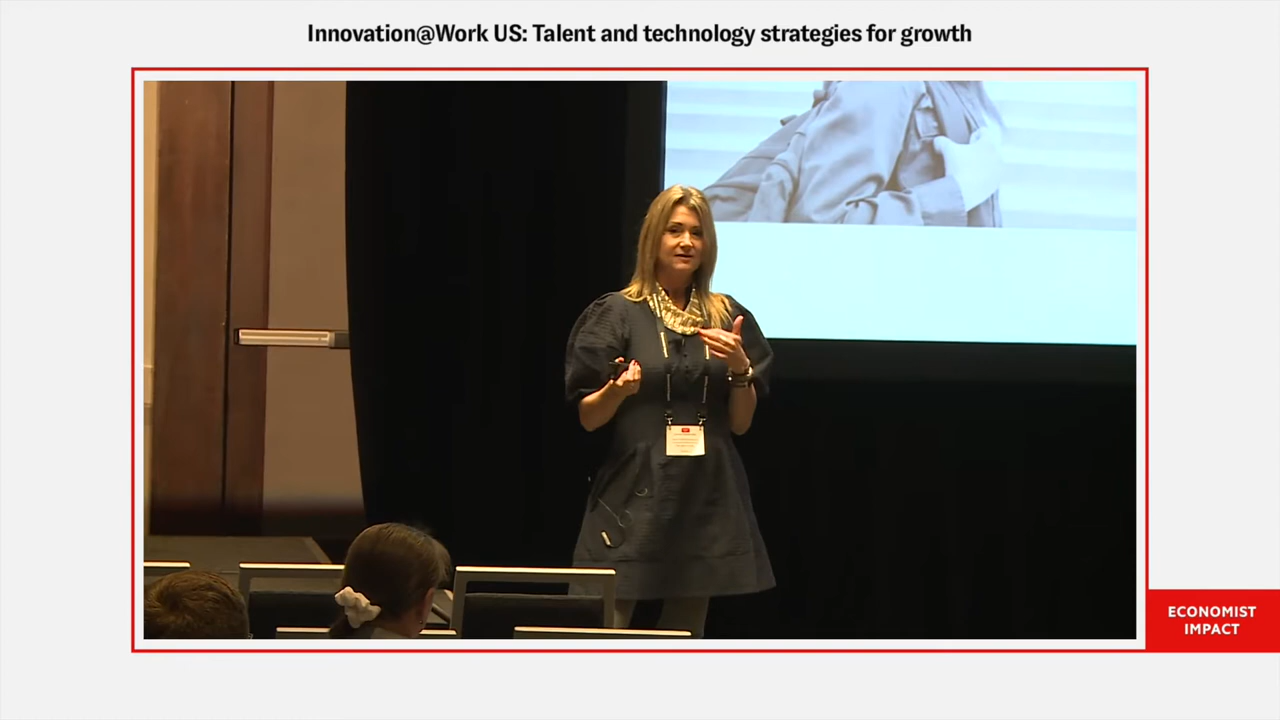 Innovation@Work US: Talent and technology strategies for growth
ECONOMIST
IMPACT